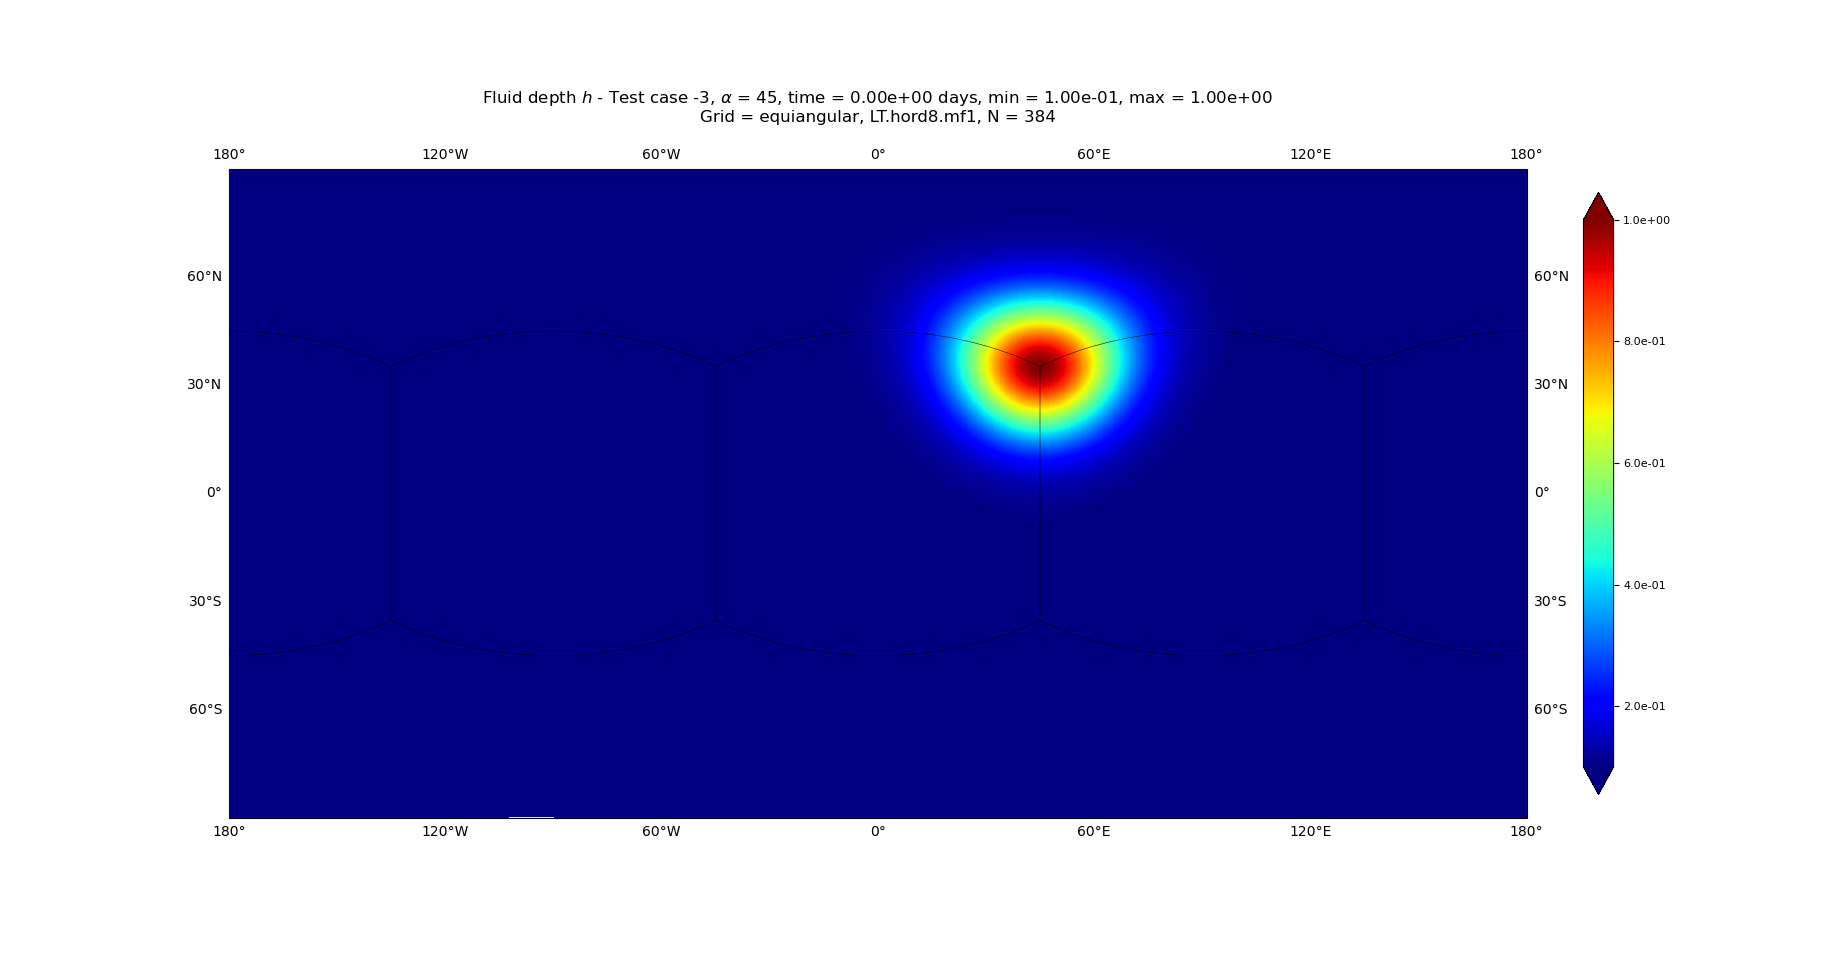 Fluid depth h - Test case -3, α = 45, time = 0.00e+00 days, min = 1.00e-01, max = 1.00e+00
Grid = equiangular, LT.hord8.mf1, N = 384
180° 120°W 60°W 0° 60°E 120°E 180°
1.0e+00
60°N 60°N
8.0e-01
30°N 30°N
6.0e-01
0° 0°
4.0e-01
30°S 30°S
2.0e-01
60°S 60°S
180° 120°W 60°W 0° 60°E 120°E 180°